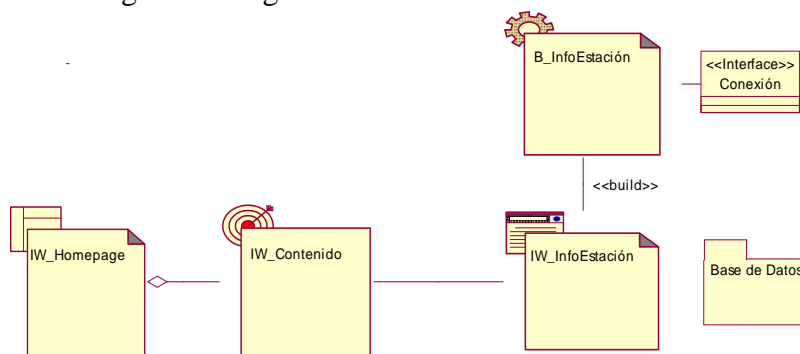 B_InfoEstación
<<Interface>>
Conexión
<<build>>
IW_Homepage
IW_Contenido
IW_InfoEstación
Base de Datos